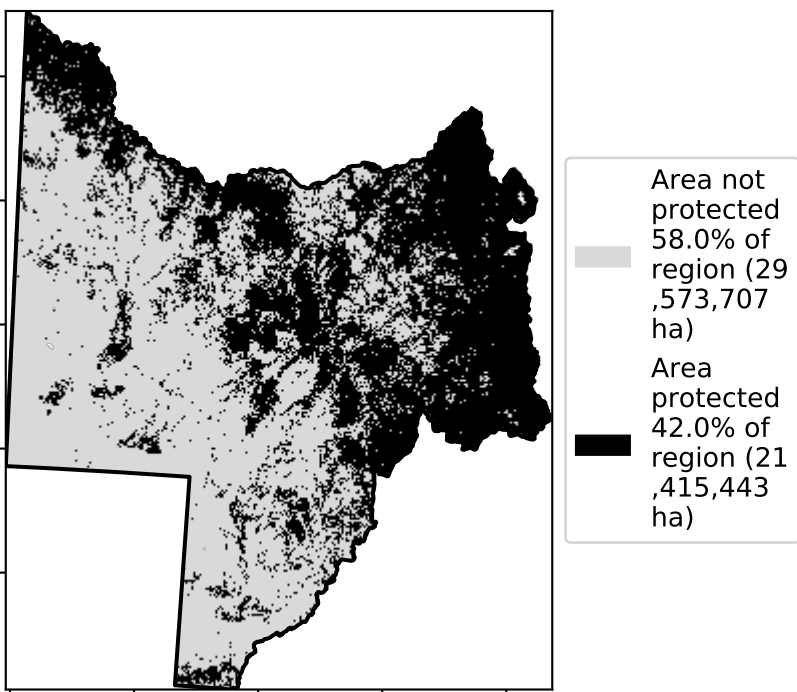 Area not
protected
58.0% of
region (29
,573,707
ha)
Area
protected
42.0% of
region (21
,415,443
ha)